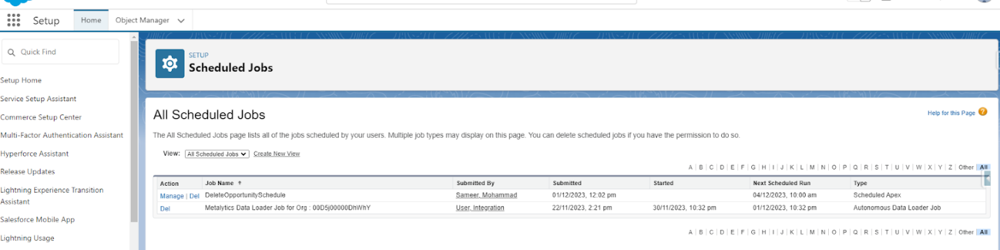 Setup
Home
Object Manager
Quick Find
Setup Home
Service Setup Assistant
Commerce Setup Center
Multi-Factor Authentication Assistant
Hyperforce Assistant
Release Updates
Lightning Experience Transition
Assistant
Salesforce Mobile App
Lightning Usage
SETUP
Scheduled Jobs
All Scheduled Jobs
Help for this Page ?
The All Scheduled Jobs page lists all of the jobs scheduled by your users. Multiple job types may display on this page. You can delete scheduled jobs if you have the permission to do so.
View: All Scheduled Jobs Create New View
A | B | C | D | E | F | G | H | I | J | K | L | M | N | O | P | Q | R | S | T | U | V | W | X | Y | Z | Other | All
Action Job Name ↑ Submitted By Submitted Started Next Scheduled Run Type
Manage | Del DeleteOpportunitySchedule Sameer, Mohammad 01/12/2023, 12:02 pm 04/12/2023, 10:00 am Scheduled Apex
Del Metalytics Data Loader Job for Org : 00D5j00000DhWhY User, Integration 22/11/2023, 2:21 pm 30/11/2023, 10:32 pm 01/12/2023, 10:32 pm Autonomous Data Loader Job
A | B | C | D | E | F | G | H | I | J | K | L | M | N | O | P | Q | R | S | T | U | V | W | X | Y | Z | Other | All